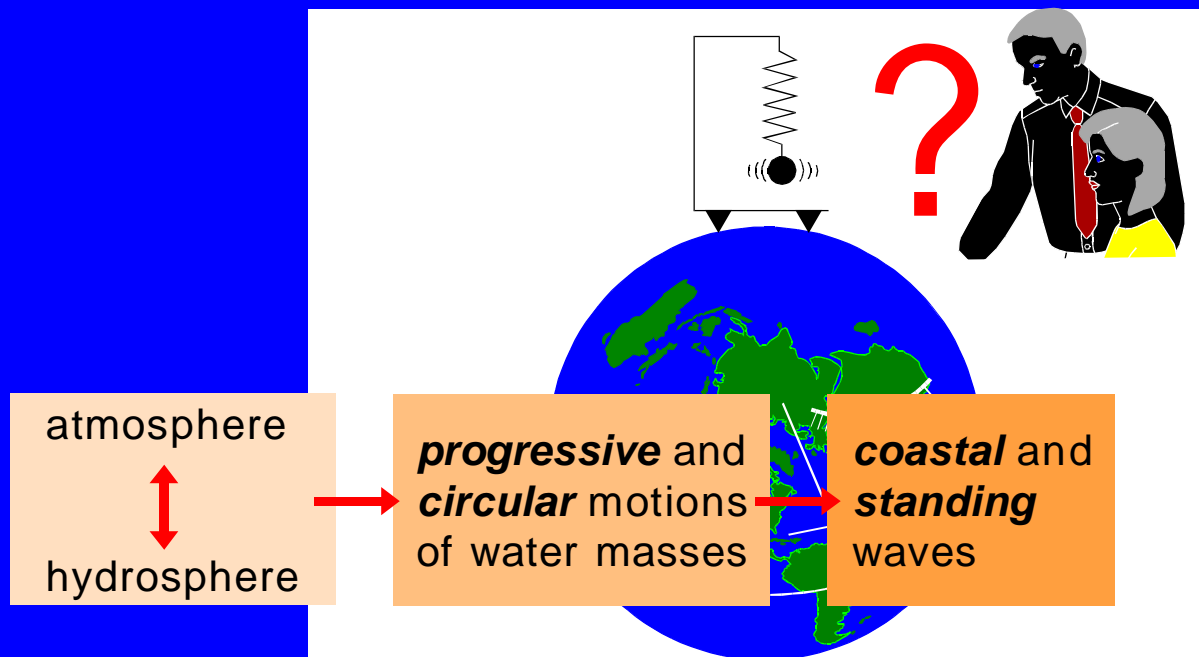 ?
atmosphere
hydrosphere
progressive and
circular motions
of water masses
coastal and
standing
waves